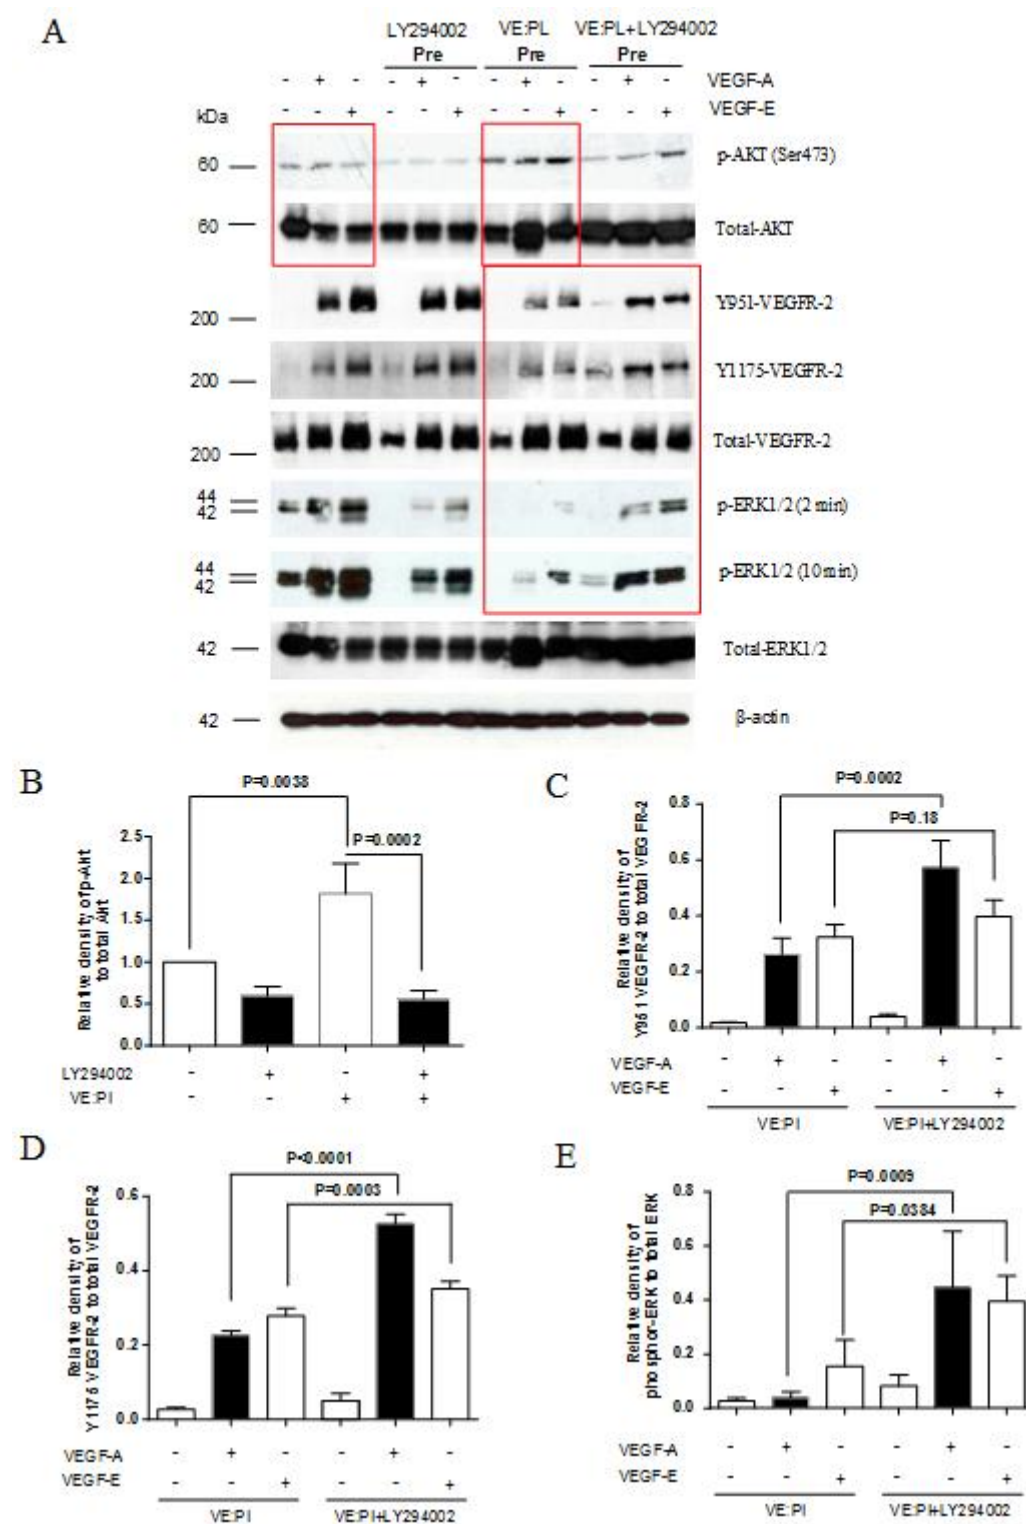 A
LY294002 VE:PL VE:PL+LY294002
Pre Pre Pre
- + - - + - - + - - + - VEGF-A
- - + - - + - - + - - + VEGF-E
kDa
60 p-AKT (Ser473)
60 Total-AKT
200 Y951-VEGFR-2
200 Y1175-VEGFR-2
200 Total-VEGFR-2
44
42 p-ERK1/2 (2 min)
44
42 p-ERK1/2 (10 min)
42 Total-ERK1/2
42 β-actin
B
P=0.0038
P=0.0002
Relative density of p-Akt
to total Akt
2.5
2.0
1.5
1.0
0.5
0.0
LY294002 - + - +
VE:PI - - + +
C
P=0.0002
P=0.18
Relative density of
Y951 VEGFR-2 to total VEGFR-2
0.8
0.6
0.4
0.2
0.0
VEGF-A - + - - + -
VEGF-E - - + - - +
VE:PI VE:PI+LY294002
D
P<0.0001
P=0.0003
Relative density of
Y1175 VEGFR-2 to total VEGFR-2
0.6
0.4
0.2
0.0
VEGF-A - + - - + -
VEGF-E - - + - - +
VE:PI VE:PI+LY294002
E
P=0.0009
P=0.0384
Relative density of
phosphor-ERK to total ERK
0.8
0.6
0.4
0.2
0.0
VEGF-A - + - - + -
VEGF-E - - + - - +
VE:PI VE:PI+LY294002